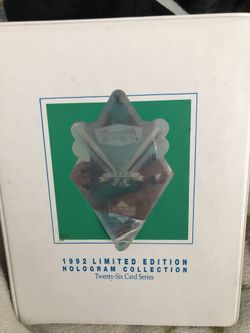 1992 LIMITED EDITION
HOLOGRAM COLLECTION
Twenty-Six Card Series